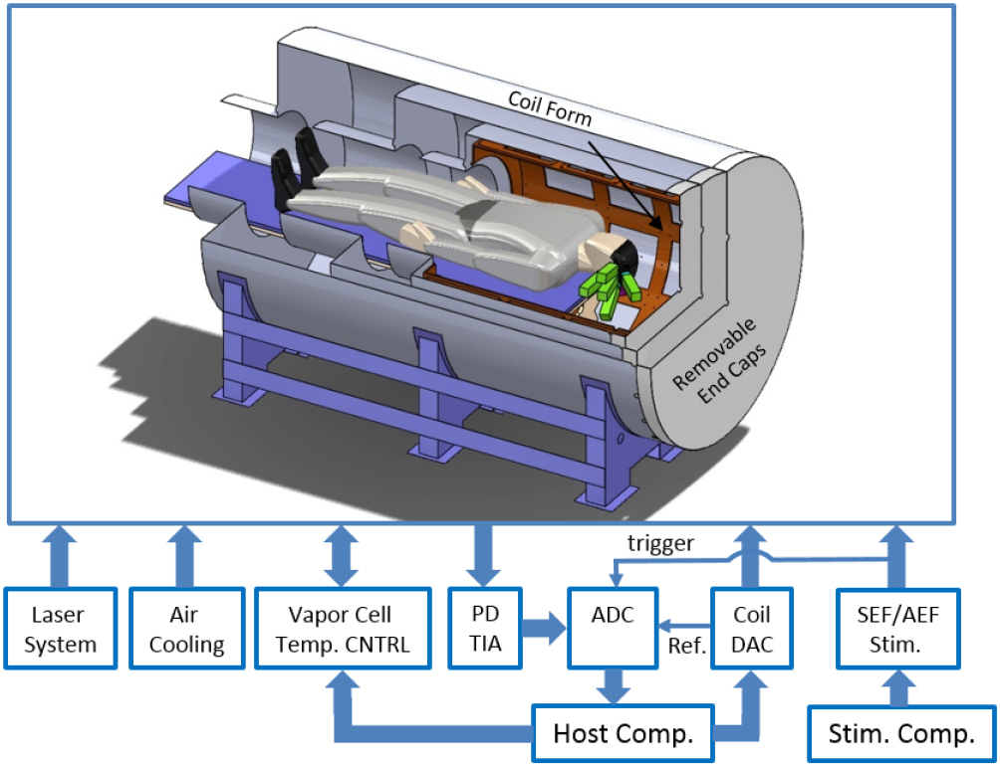 Coil Form
Removable
End Caps
trigger
Laser
System
Air
Cooling
Vapor Cell
Temp. CNTRL
PD
TIA
ADC
Ref.
Coil
DAC
SEF/AEF
Stim.
Host Comp.
Stim. Comp.